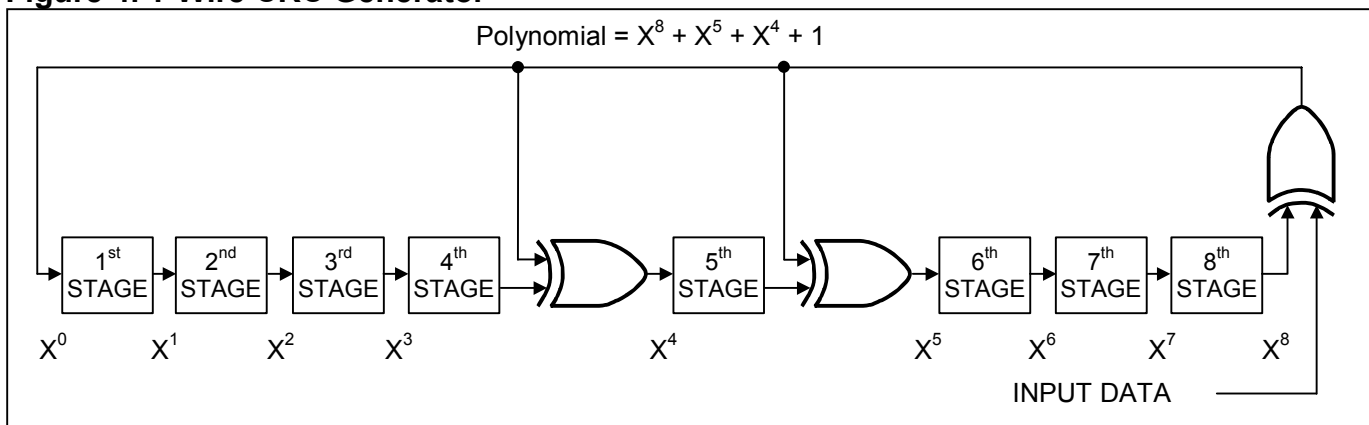 Figure 4. 1-Wire CRC Generator
Polynomial = X⁸ + X⁵ + X⁴ + 1
1st STAGE
2nd STAGE
3rd STAGE
4th STAGE
5th STAGE
6th STAGE
7th STAGE
8th STAGE
X⁰ X¹ X² X³ X⁴ X⁵ X⁶ X⁷ X⁸
INPUT DATA